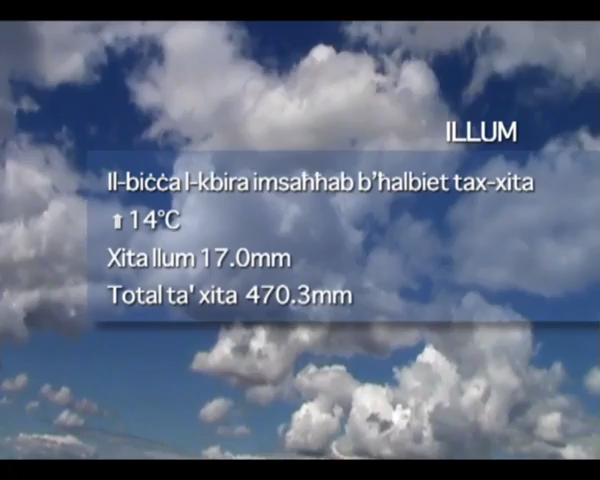 ILLUM
Il-biċċa l-kbira imsaħħab b'ħalbiet tax-xita
⬆14°C
Xita llum 17.0mm
Total ta' xita 470.3mm